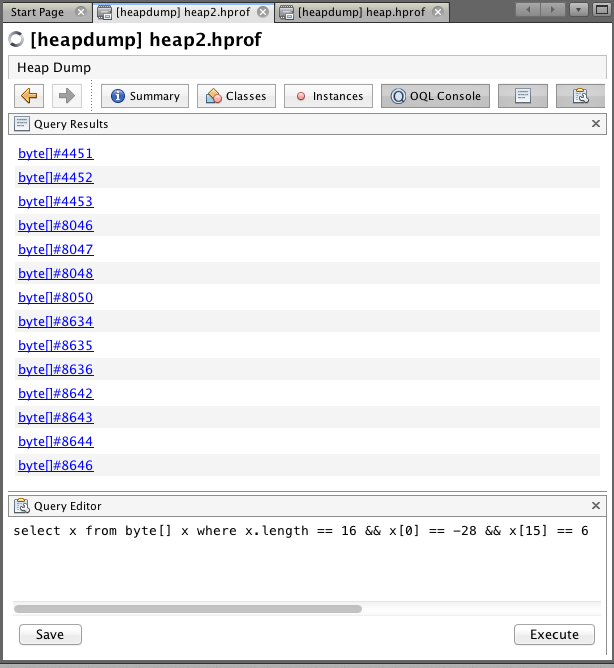 Start Page [heapdump] heap2.hprof [heapdump] heap.hprof
[heapdump] heap2.hprof
Heap Dump
Summary Classes Instances OQL Console
Query Results
byte[]#4451
byte[]#4452
byte[]#4453
byte[]#8046
byte[]#8047
byte[]#8048
byte[]#8050
byte[]#8634
byte[]#8635
byte[]#8636
byte[]#8642
byte[]#8643
byte[]#8644
byte[]#8646
Query Editor
select x from byte[] x where x.length == 16 && x[0] == -28 && x[15] == 6
Save Execute